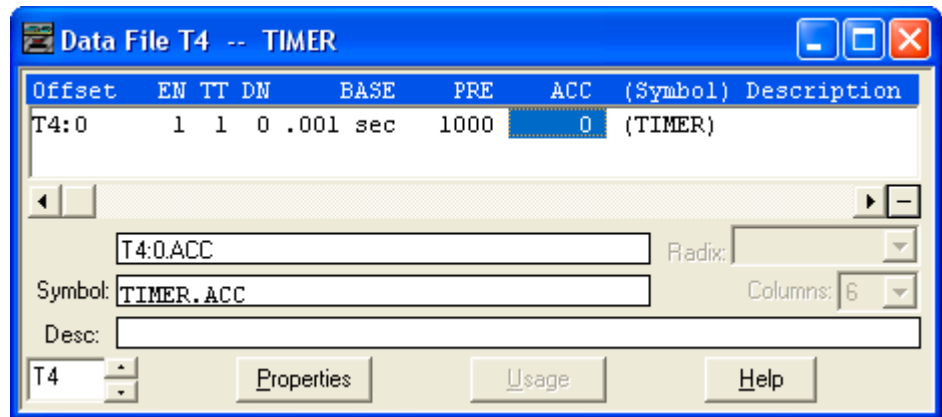 Data File T4 -- TIMER
Offset EN TT DN BASE PRE ACC (Symbol) Description
T4:0 1 1 0 .001 sec 1000 0 (TIMER)
T4:0.ACC Radix:
Symbol: TIMER.ACC Columns: 6
Desc:
T4 Properties Usage Help